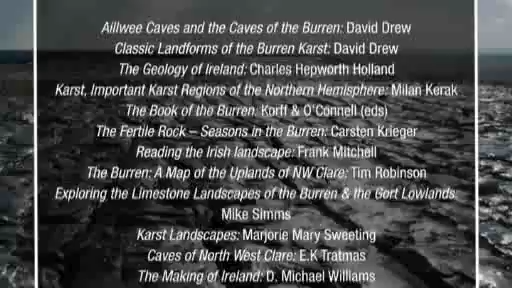 Aillwee Caves and the Caves of the Burren: David Drew
Classic Landforms of the Burren Karst: David Drew
The Geology of Ireland: Charles Hepworth Holland
Karst, Important Karst Regions of the Northern Hemisphere: Milan Kerak
The Book of the Burren: Korff & O'Connell (eds)
The Fertile Rock – Seasons in the Burren: Carsten Krieger
Reading the Irish landscape: Frank Mitchell
The Burren: A Map of the Uplands of NW Clare: Tim Robinson
Exploring the Limestone Landscapes of the Burren & the Gort Lowlands:
Mike Simms
Karst Landscapes: Marjorie Mary Sweeting
Caves of North West Clare: E.K Tratmas
The Making of Ireland: D. Michael Williams